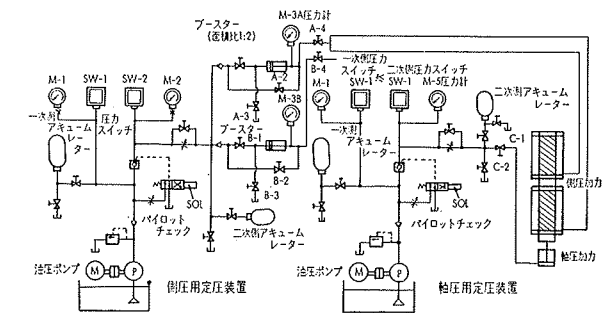 M-3A圧力計
ブースター
(面積比1:2)
A-4
M-1
SW-1
SW-2
M-2
A-2
B-4
一次側圧力
スイッチ
二次側圧力スイッチ
M-1
SW-1
SW-1
M-5圧力計
二次側アキューム
レーター
一次側
アキューム
レーター
圧力
スイッチ
A-3
M-3B
ブースター
B-1
一次側
アキューム
レーター
C-1
C-2
B-2
B-3
SOL
パイロット
チェック
二次側アキューム
レーター
SOL
パイロット
チェック
側圧加力
軸圧加力
油圧ポンプ
M
P
側圧用定圧装置
油圧ポンプ
M
P
軸圧用定圧装置